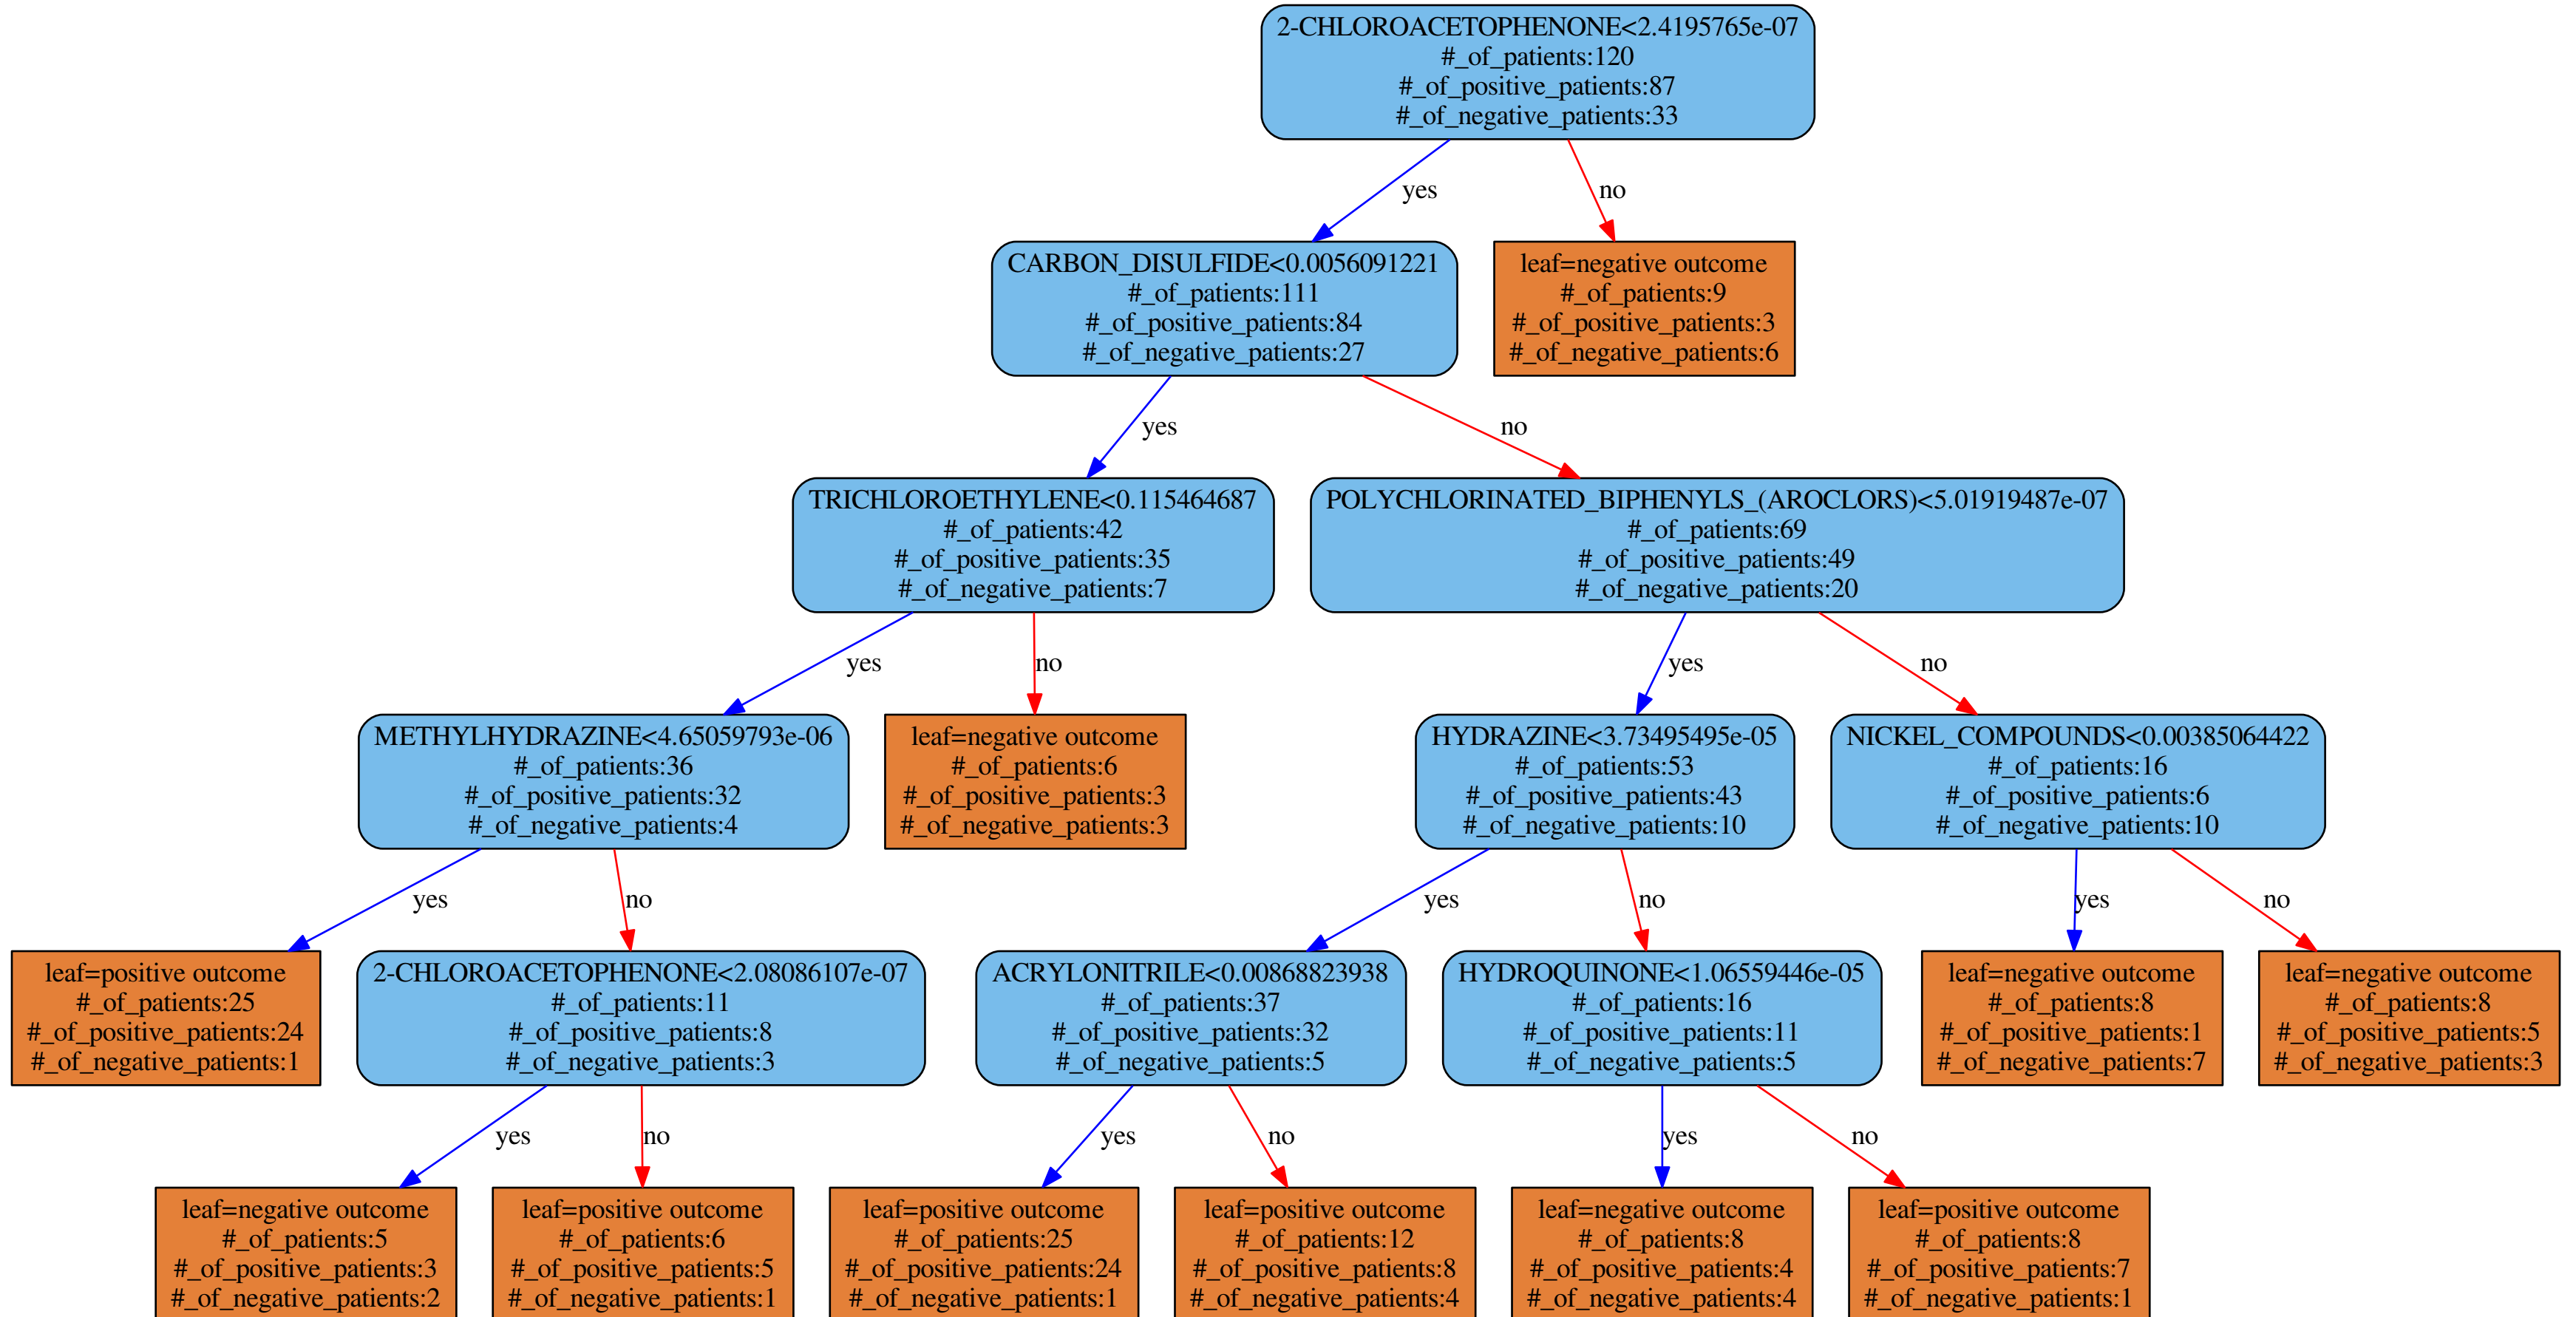 2-CHLOROACETOPHENONE<2.4195765e-07
#_of_patients:120
#_of_positive_patients:87
#_of_negative_patients:33
yes
no
CARBON_DISULFIDE<0.0056091221
#_of_patients:111
#_of_positive_patients:84
#_of_negative_patients:27
leaf=negative outcome
#_of_patients:9
#_of_positive_patients:3
#_of_negative_patients:6
yes
no
TRICHLOROETHYLENE<0.115464687
#_of_patients:42
#_of_positive_patients:35
#_of_negative_patients:7
POLYCHLORINATED_BIPHENYLS_(AROCLORS)<5.01919487e-07
#_of_patients:69
#_of_positive_patients:49
#_of_negative_patients:20
yes
no
yes
no
METHYLHYDRAZINE<4.65059793e-06
#_of_patients:36
#_of_positive_patients:32
#_of_negative_patients:4
leaf=negative outcome
#_of_patients:6
#_of_positive_patients:3
#_of_negative_patients:3
HYDRAZINE<3.73495495e-05
#_of_patients:53
#_of_positive_patients:43
#_of_negative_patients:10
NICKEL_COMPOUNDS<0.00385064422
#_of_patients:16
#_of_positive_patients:6
#_of_negative_patients:10
yes
no
yes
no
yes
no
leaf=positive outcome
#_of_patients:25
#_of_positive_patients:24
#_of_negative_patients:1
2-CHLOROACETOPHENONE<2.08086107e-07
#_of_patients:11
#_of_positive_patients:8
#_of_negative_patients:3
ACRYLONITRILE<0.00868823938
#_of_patients:37
#_of_positive_patients:32
#_of_negative_patients:5
HYDROQUINONE<1.06559446e-05
#_of_patients:16
#_of_positive_patients:11
#_of_negative_patients:5
leaf=negative outcome
#_of_patients:8
#_of_positive_patients:1
#_of_negative_patients:7
leaf=negative outcome
#_of_patients:8
#_of_positive_patients:5
#_of_negative_patients:3
yes
no
yes
no
yes
no
leaf=negative outcome
#_of_patients:5
#_of_positive_patients:3
#_of_negative_patients:2
leaf=positive outcome
#_of_patients:6
#_of_positive_patients:5
#_of_negative_patients:1
leaf=positive outcome
#_of_patients:25
#_of_positive_patients:24
#_of_negative_patients:1
leaf=positive outcome
#_of_patients:12
#_of_positive_patients:8
#_of_negative_patients:4
leaf=negative outcome
#_of_patients:8
#_of_positive_patients:4
#_of_negative_patients:4
leaf=positive outcome
#_of_patients:8
#_of_positive_patients:7
#_of_negative_patients:1